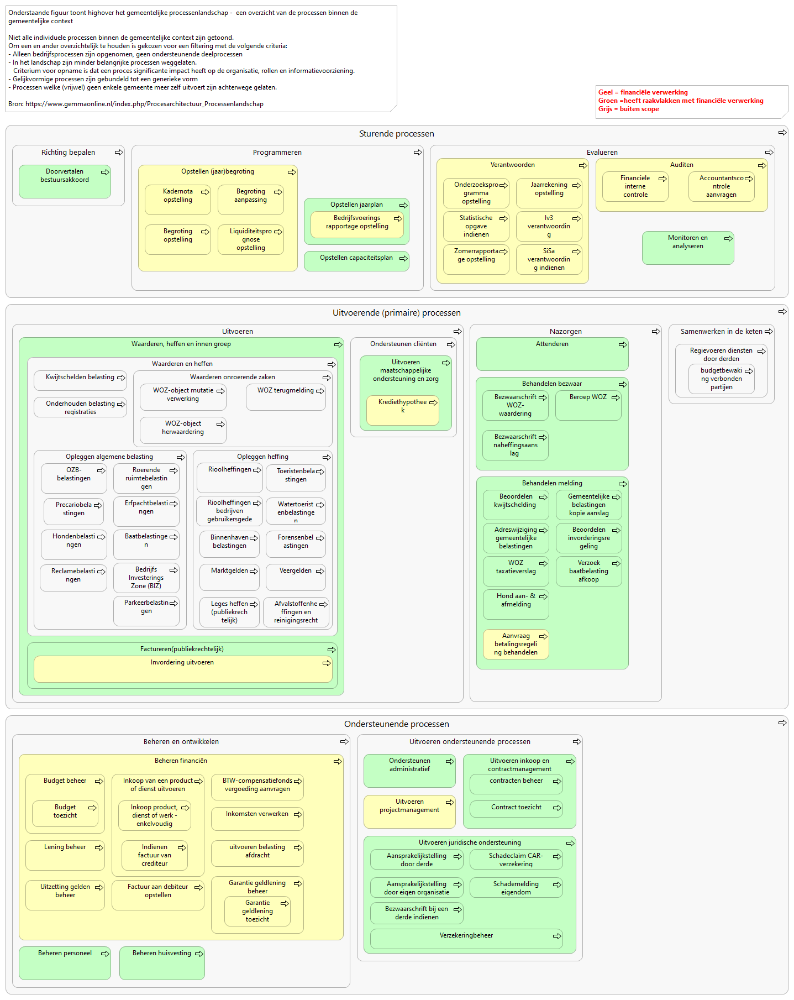 Onderstaande figuur toont highover het gemeentelijke processenlandschap -  een overzicht van de processen binnen de
gemeentelijke context
Niet alle individuele processen binnen de gemeentelijke context zijn getoond.
Om een en ander overzichtelijk te houden is gekozen voor een filtering met de volgende criteria:
- Alleen bedrijfsprocessen zijn opgenomen, geen ondersteunende deelprocessen
- In het landschap zijn minder belangrijke processen weggelaten.
Criterium voor opname is dat een proces significante impact heeft op de organisatie, rollen en informatievoorziening.
- Gelijkvormige processen zijn gebundeld tot een generieke vorm
- Processen welke (vrijwel) geen enkele gemeente meer zelf uitvoert zijn achterwege gelaten.
Bron: https://www.gemmaonline.nl/index.php/Procesarchitectuur_Processenlandschap
Geel = financiële verwerking
Groen =heeft raakvlakken met financiële verwerking
Grijs = buiten scope
Sturende processen
Richting bepalen
Doorvertalen
bestuursakkoord
Programmeren
Opstellen (jaar)begroting
Kadernota
opstelling
Begroting
aanpassing
Begroting
opstelling
Liquiditeitspro
gnose
opstelling
Opstellen jaarplan
Bedrijfsvoerings
rapportage opstelling
Opstellen capaciteitsplan
Evalueren
Verantwoorden
Onderzoekspro
gramma
opstelling
Jaarrekening
opstelling
Statistische
opgave
indienen
Iv3
verantwoordin
g
Zomerrapporta
ge opstelling
SiSa
verantwoordin
g indienen
Auditen
Financiële
interne
controle
Accountantsco
ntrole
aanvragen
Monitoren en
analyseren
Uitvoerende (primaire) processen
Uitvoeren
Waarderen, heffen en innen groep
Waarderen en heffen
Kwijtschelden belasting
Onderhouden belasting
registraties
Waarderen onroerende zaken
WOZ-object mutatie
verwerking
WOZ terugmelding
WOZ-object
herwaardering
Opleggen algemene belasting
OZB-
belastingen
Roerende
ruimtebelastin
gen
Precariobela
stingen
Erfpachtbelasti
ngen
Hondenbelasti
ngen
Baatbelastinge
n
Reclamebelasti
ngen
Bedrijfs
Investerings
Zone (BIZ)
Parkeerbelastin
gen
Opleggen heffing
Rioolheffingen
Toeristenbela
stingen
Rioolheffingen
bedrijven
gebruikersgede
Watertoerist
enbelastinge
n
Binnenhaven
belastingen
Forensenbel
astingen
Marktgelden
Veergelden
Leges heffen
(publiekrech
telijk)
Afvalstoffenhe
ffingen en
reinigingsrecht
Factureren(publiekrechtelijk)
Invordering uitvoeren
Ondersteunen cliënten
Uitvoeren
maatschappelijke
ondersteuning en zorg
Krediethypothee
k
Nazorgen
Attenderen
Behandelen bezwaar
Bezwaarschrift
WOZ-
waardering
Beroep WOZ
Bezwaarschrift
naheffingaans
lag
Behandelen melding
Beoordelen
kwijtschelding
Gemeentelijke
belastingen
kopie aanslag
Adreswijziging
gemeentelijke
belastingen
Beoordelen
invorderingsre
geling
WOZ
taxatieverslag
Verzoek
baatbelasting
afkoop
Hond aan- &
afmelding
Aanvraag
betalingsregeli
ng behandelen
Samenwerken in de keten
Regievoeren diensten
door derden
budgetbewaki
ng verbonden
partijen
Ondersteunende processen
Beheren en ontwikkelen
Beheren financiën
Budget beheer
Budget
toezicht
Inkoop van een product
of dienst uitvoeren
Inkoop product,
dienst of werk -
enkelvoudig
Indienen
factuur van
crediteur
BTW-compensatiefonds
vergoeding aanvragen
Inkomsten verwerken
Lening beheer
uitvoeren belasting
afdracht
Uitzetting gelden
beheer
Factuur aan debiteur
opstellen
Garantie geldlening
beheer
Garantie
geldlening
toezicht
Beheren personeel
Beheren huisvesting
Uitvoeren ondersteunende processen
Ondersteunen
administratief
Uitvoeren
projectmanagement
Uitvoeren inkoop en
contractmanagement
contracten beheer
Contract toezicht
Uitvoeren juridische ondersteuning
Aansprakelijkstelling
door derde
Schadeclaim CAR-
verzekering
Aansprakelijkstelling
door eigen organisatie
Schademelding
eigendom
Bezwaarschrift bij een
derde indienen
Verzekeringbeheer